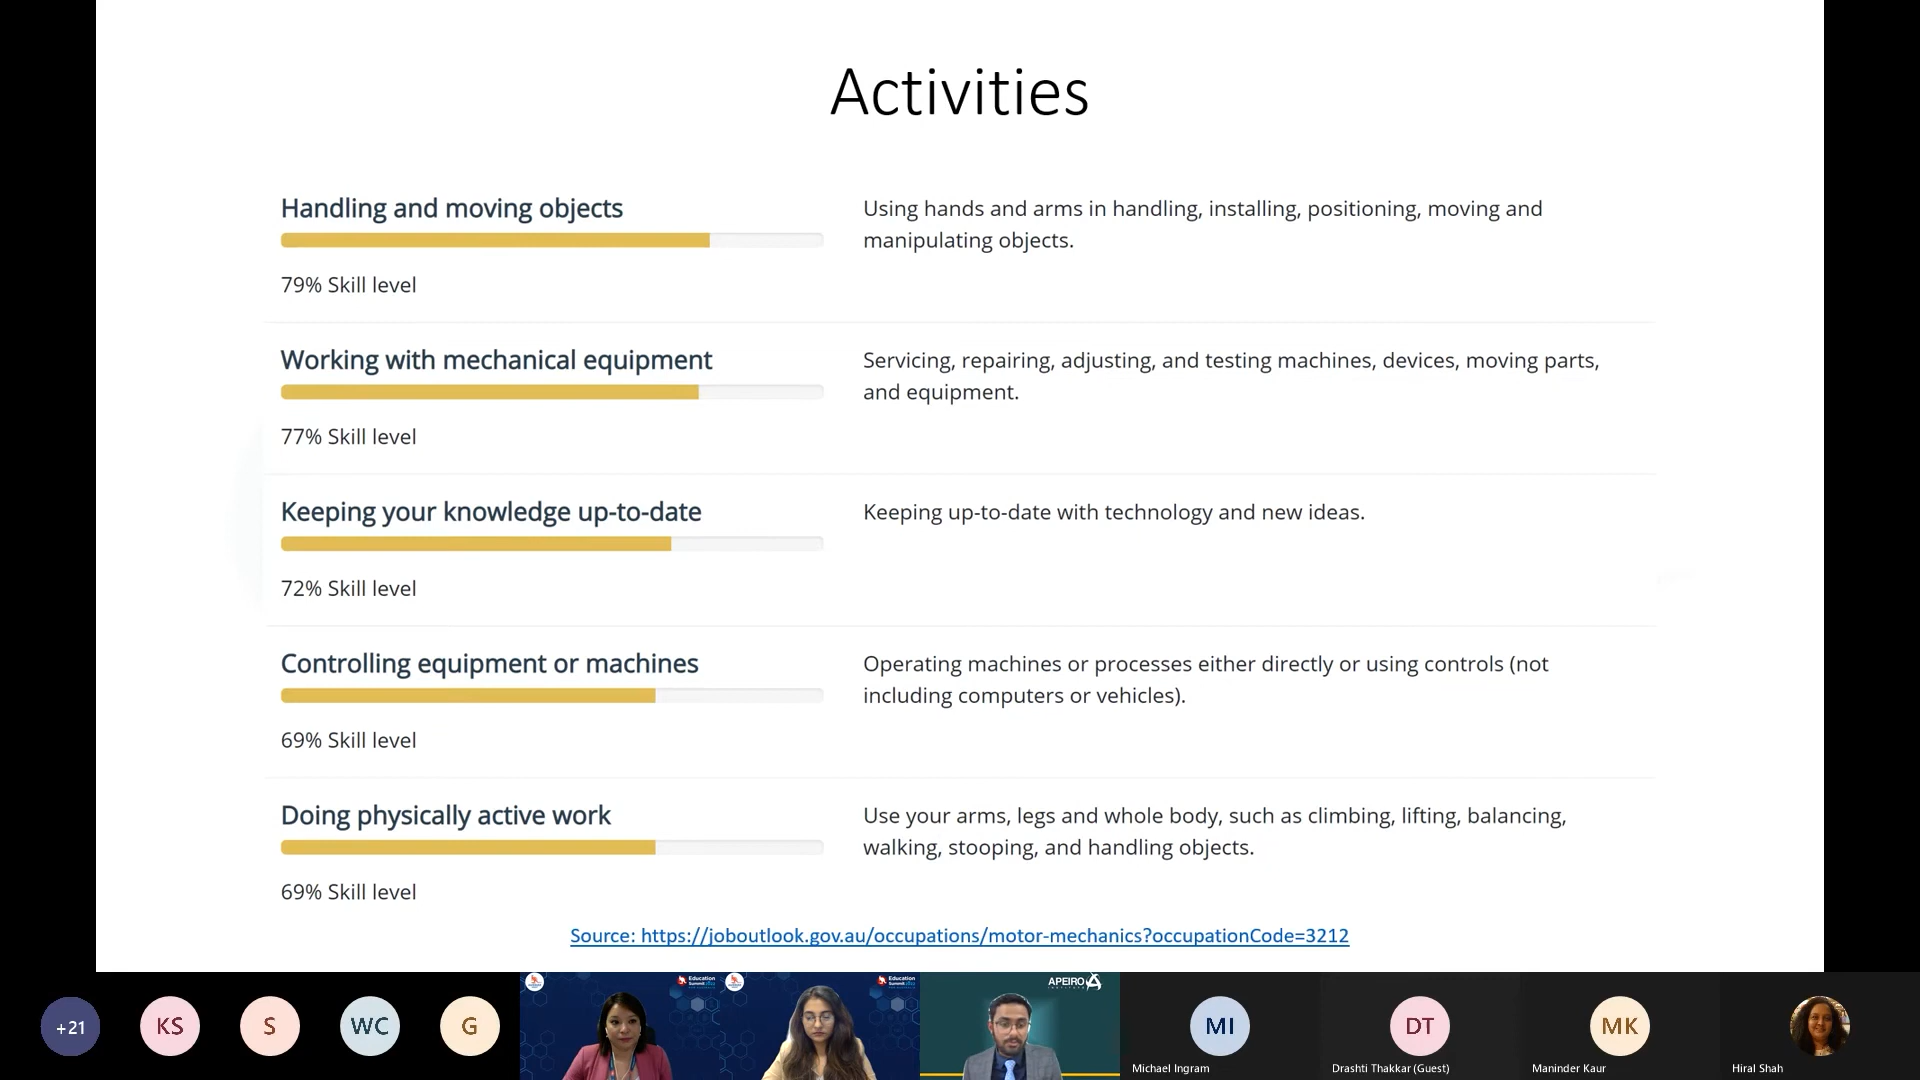 Activities
Handling and moving objects
Using hands and arms in handling, installing, positioning, moving and
manipulating objects.
79% Skill level
Working with mechanical equipment
Servicing, repairing, adjusting, and testing machines, devices, moving parts,
and equipment.
77% Skill level
Keeping your knowledge up-to-date
Keeping up-to-date with technology and new ideas.
72% Skill level
Controlling equipment or machines
Operating machines or processes either directly or using controls (not
including computers or vehicles).
69% Skill level
Doing physically active work
Use your arms, legs and whole body, such as climbing, lifting, balancing,
walking, stooping, and handling objects.
69% Skill level
Source: https://joboutlook.gov.au/occupations/motor-mechanics?occupationCode=3212
+21
KS
S
WC
G
Education
Summit
Education
Summit
APEIRO
INSTITUTE
MI
Michael Ingram
DT
Drashti Thakkar (Guest)
MK
Maninder Kaur
Hiral Shah